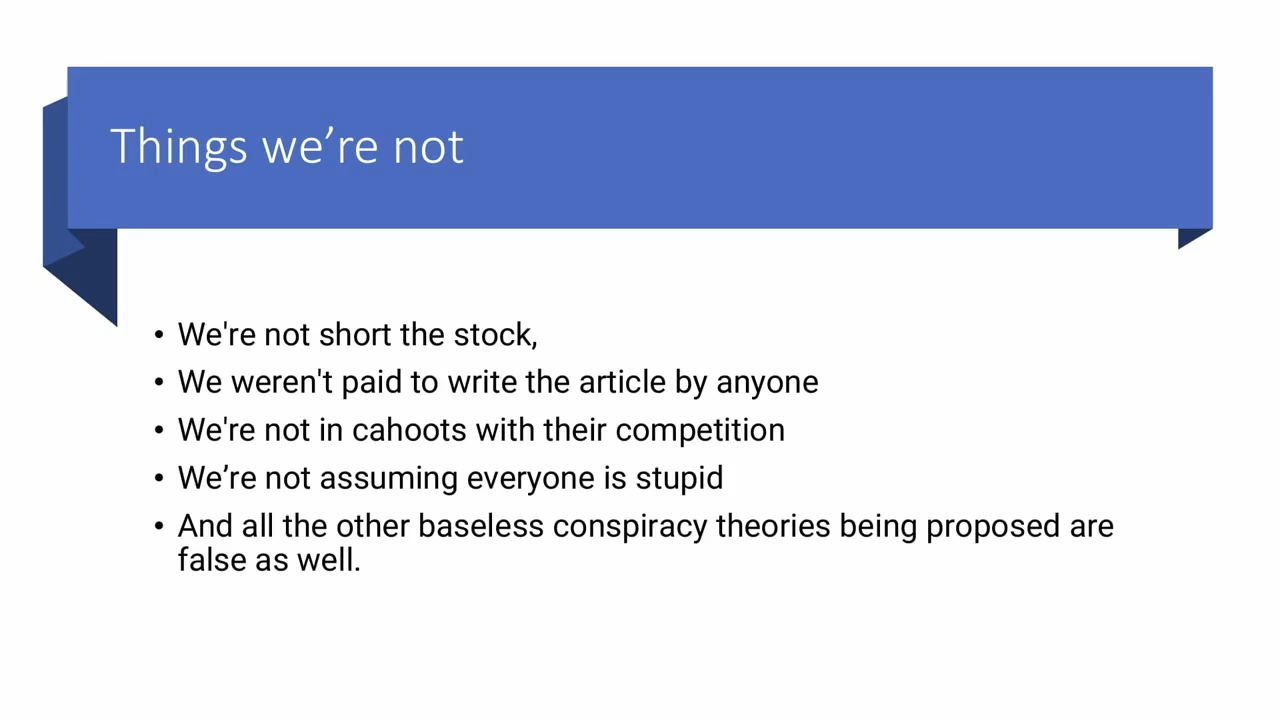 Things we’re not
• We're not short the stock,
• We weren't paid to write the article by anyone
• We're not in cahoots with their competition
• We’re not assuming everyone is stupid
• And all the other baseless conspiracy theories being proposed are
false as well.